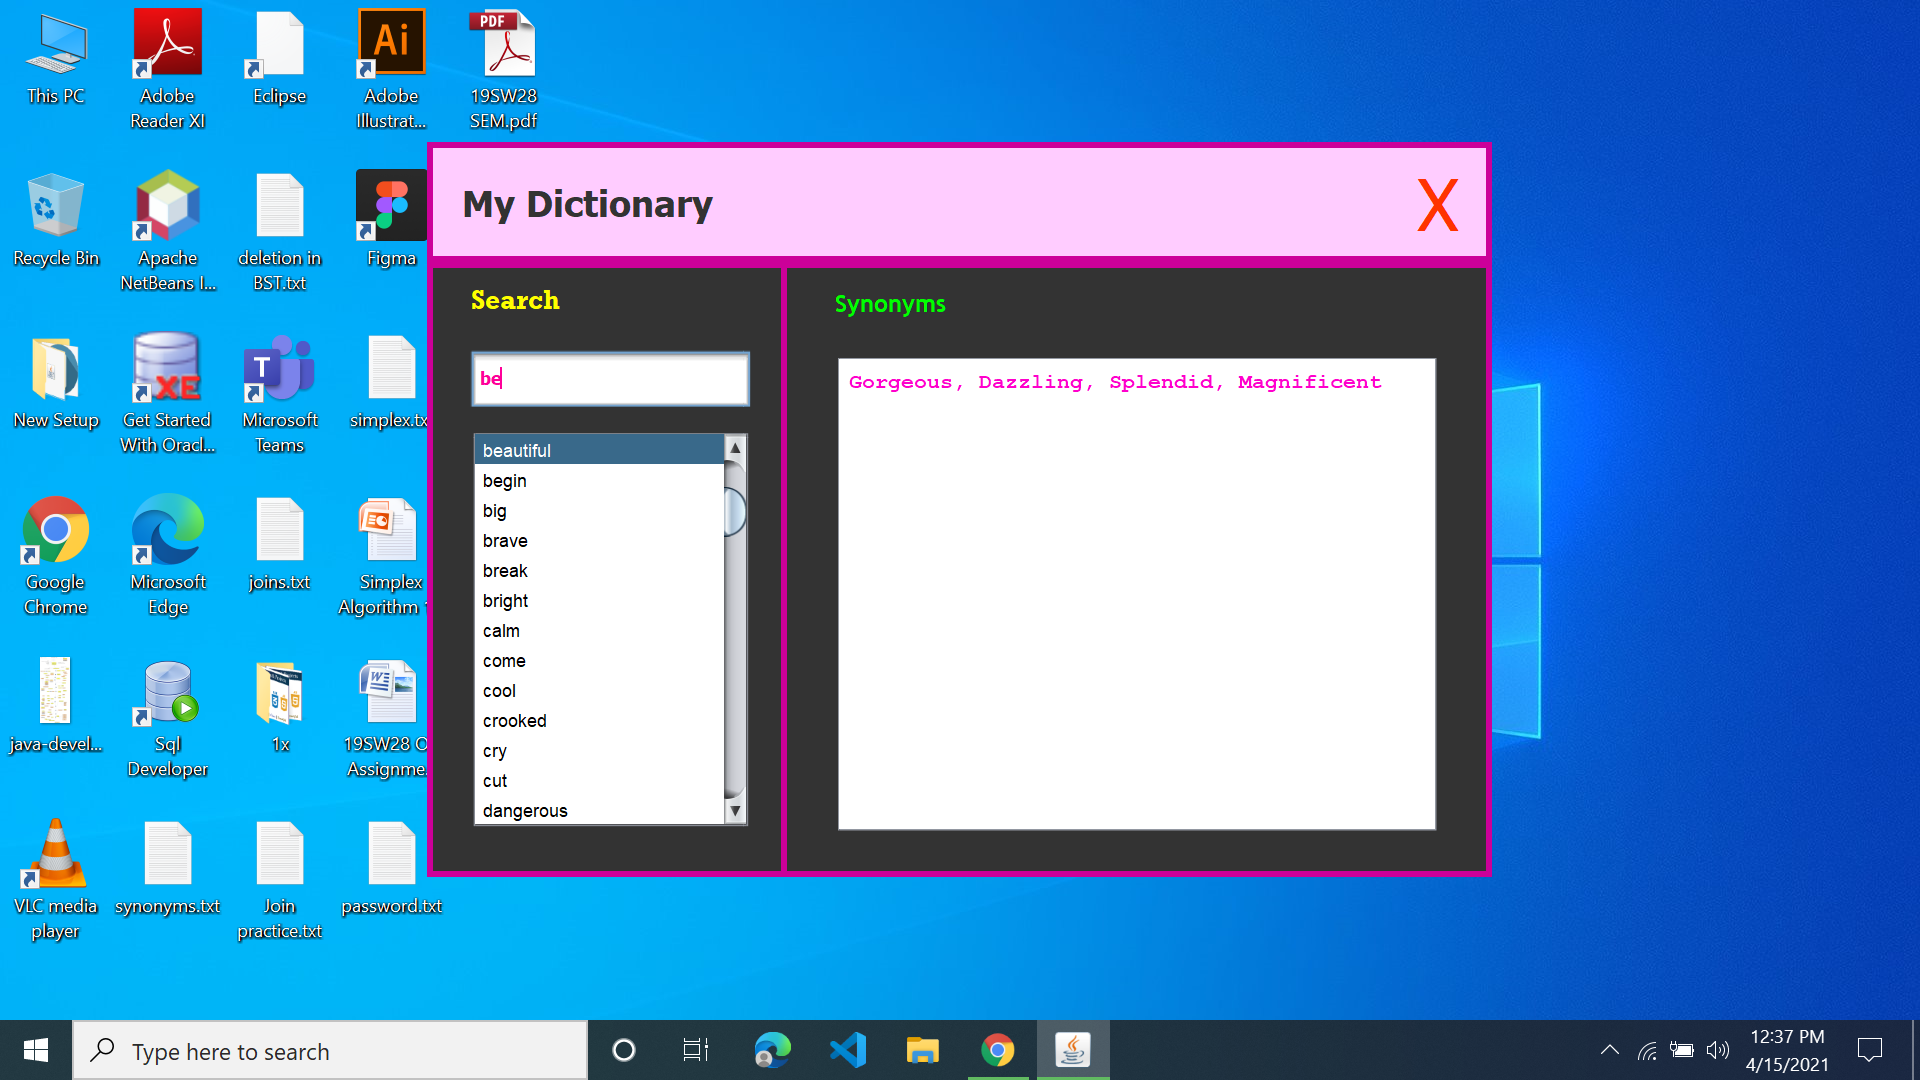 This PC
Adobe
Reader XI
Eclipse
Ai
Adobe
Illustrat...
PDF
19SW28
SEM.pdf
Recycle Bin
Apache
NetBeans I...
deletion in
BST.txt
Figma
New Setup
XE
Get Started
With Oracl...
T
Microsoft
Teams
simplex.tx
Google
Chrome
Microsoft
Edge
joins.txt
Simplex
Algorithm
java-devel...
Sql
Developer
1x
W
19SW28 O
Assignme.
VLC media
player
synonyms.txt
Join
practice.txt
password.txt
My Dictionary
X
Search
be
beautiful
begin
big
brave
break
bright
calm
come
cool
crooked
cry
cut
dangerous
Synonyms
Gorgeous, Dazzling, Splendid, Magnificent
Type here to search
12:37 PM
4/15/2021